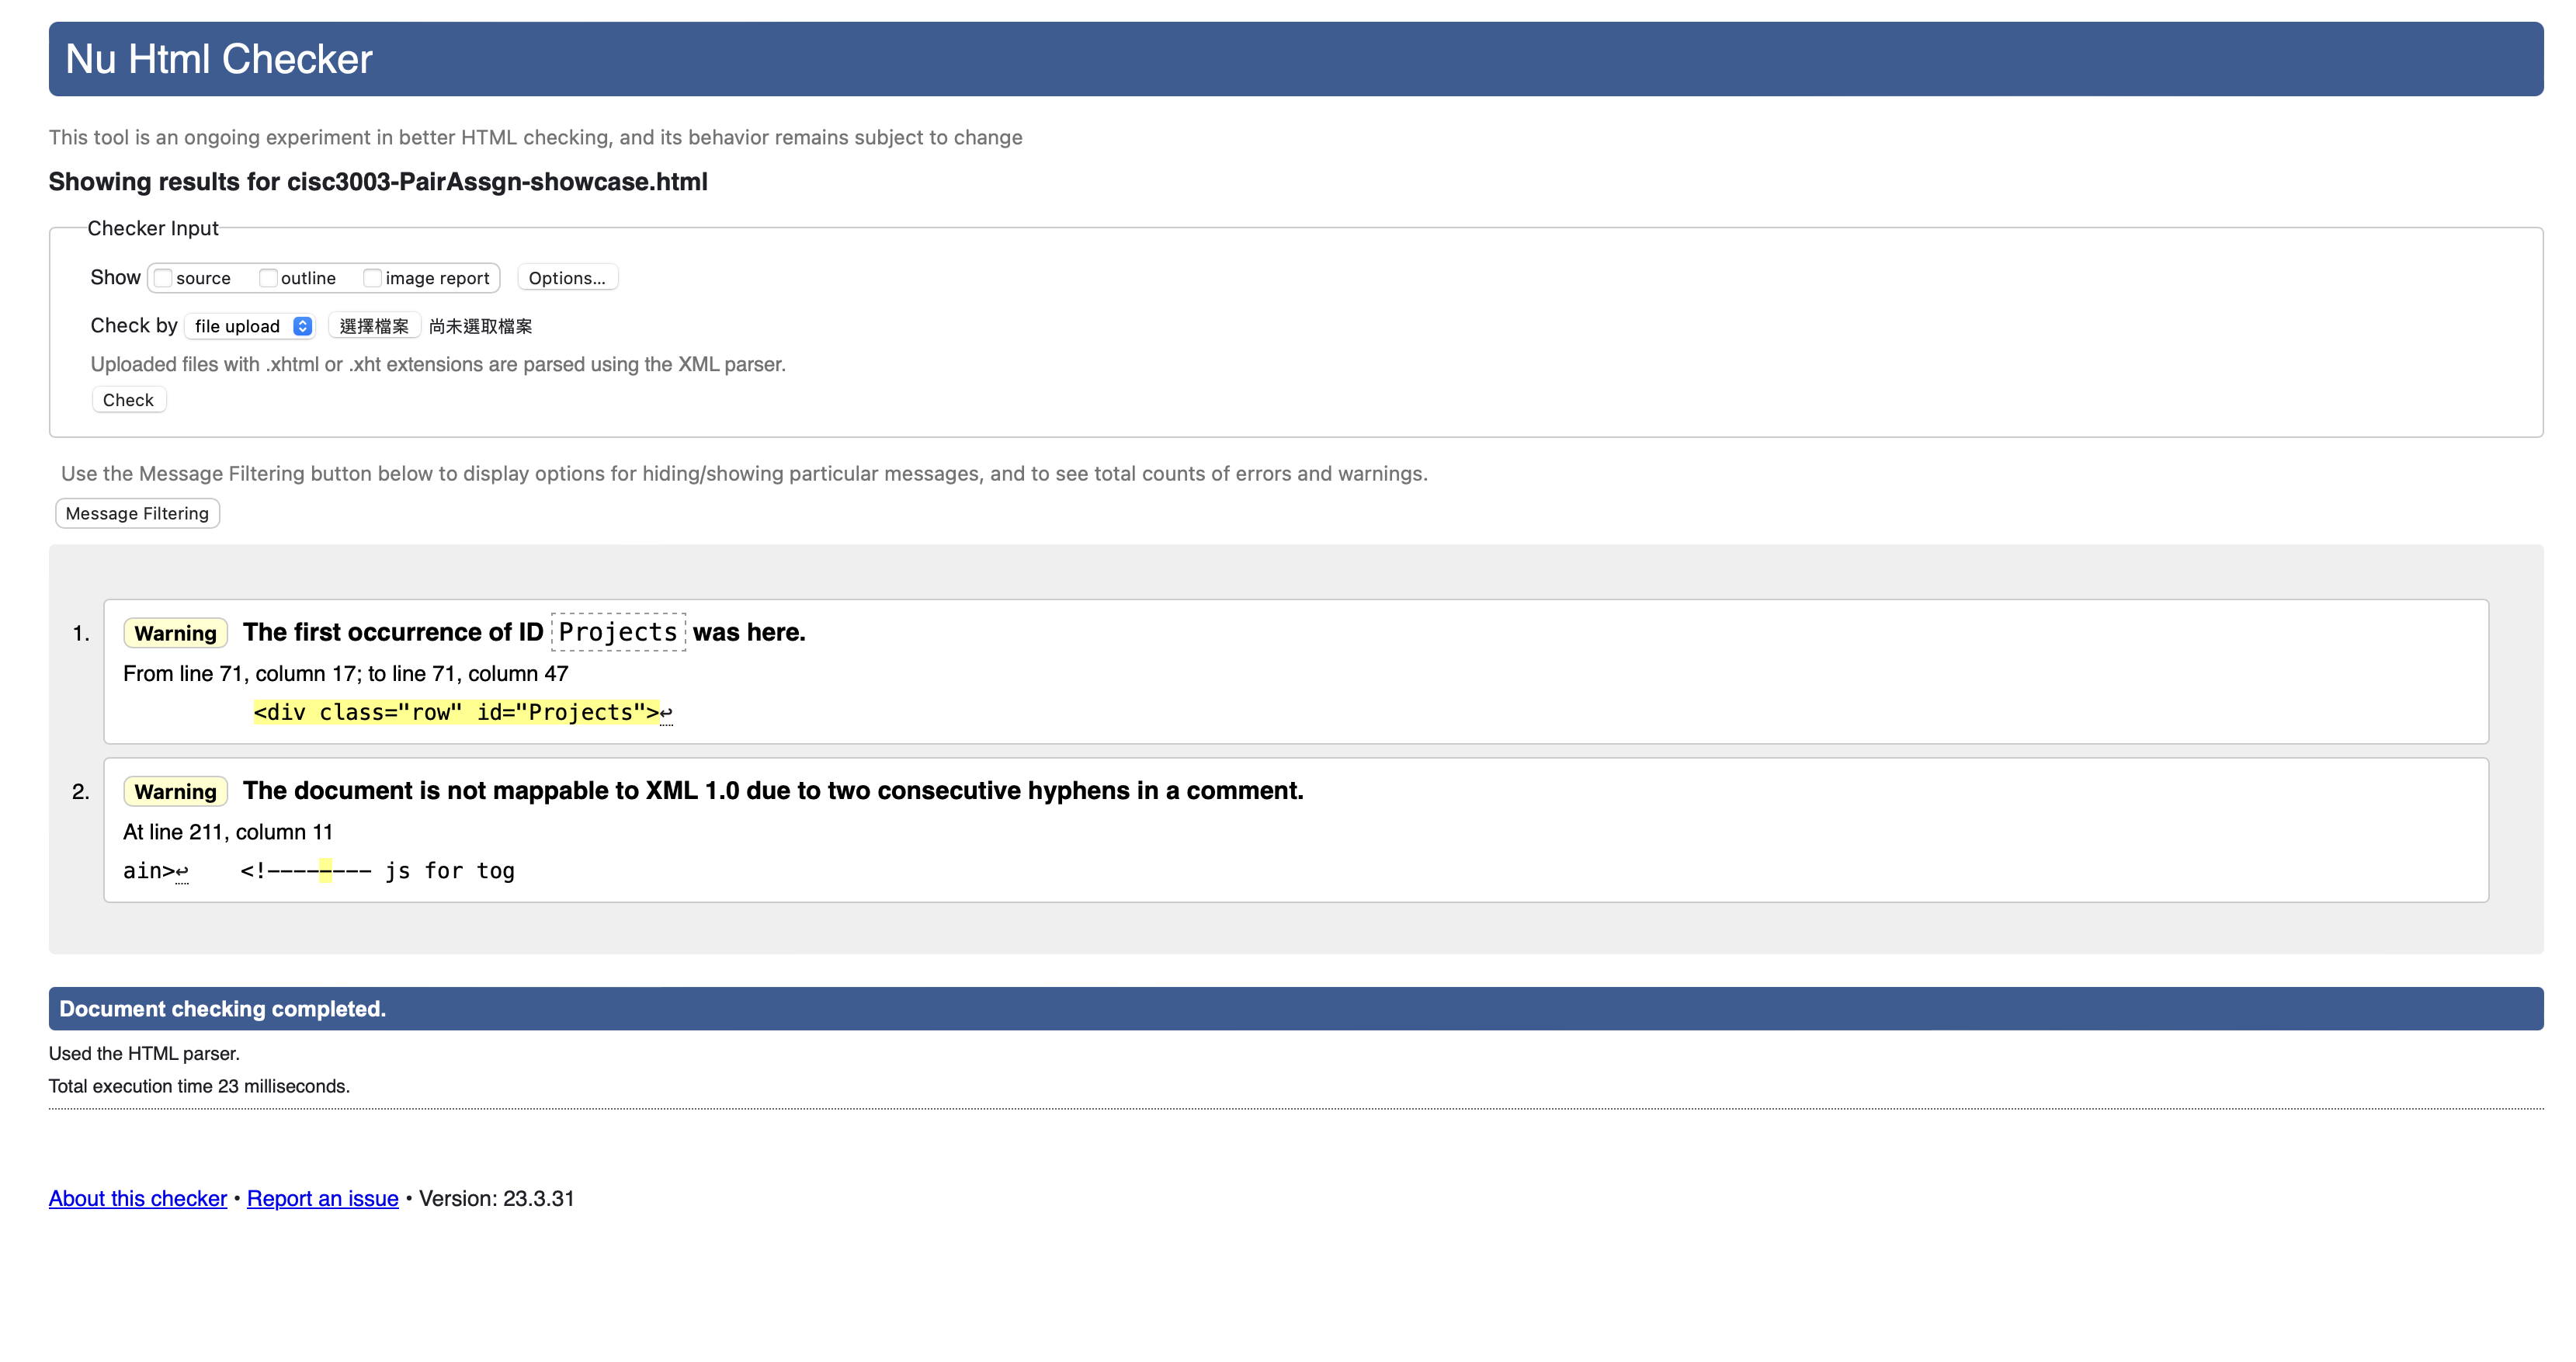 Nu Html Checker
This tool is an ongoing experiment in better HTML checking, and its behavior remains subject to change
Showing results for cisc3003-PairAssgn-showcase.html
Checker Input
Show source outline image report Options...
Check by file upload 選擇檔案 尚未選取檔案
Uploaded files with .xhtml or .xht extensions are parsed using the XML parser.
Check
Use the Message Filtering button below to display options for hiding/showing particular messages, and to see total counts of errors and warnings.
Message Filtering
1. Warning The first occurrence of ID Projects was here.
From line 71, column 17; to line 71, column 47
<div class="row" id="Projects">↩
2. Warning The document is not mappable to XML 1.0 due to two consecutive hyphens in a comment.
At line 211, column 11
ain>↩    <!-------- js for tog
Document checking completed.
Used the HTML parser.
Total execution time 23 milliseconds.
About this checker • Report an issue • Version: 23.3.31